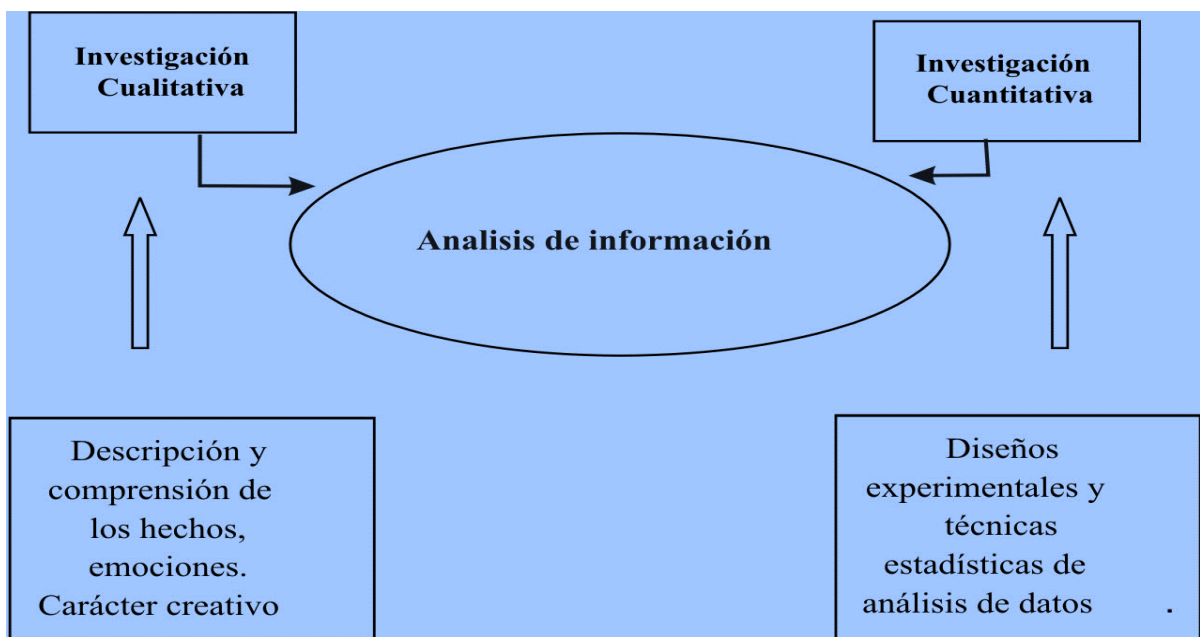 Investigación
Cualitativa
Investigación
Cuantitativa
Analisis de información
Descripción y
comprensión de
los hechos,
emociones.
Carácter creativo
Diseños
experimentales y
técnicas
estadísticas de
análisis de datos .